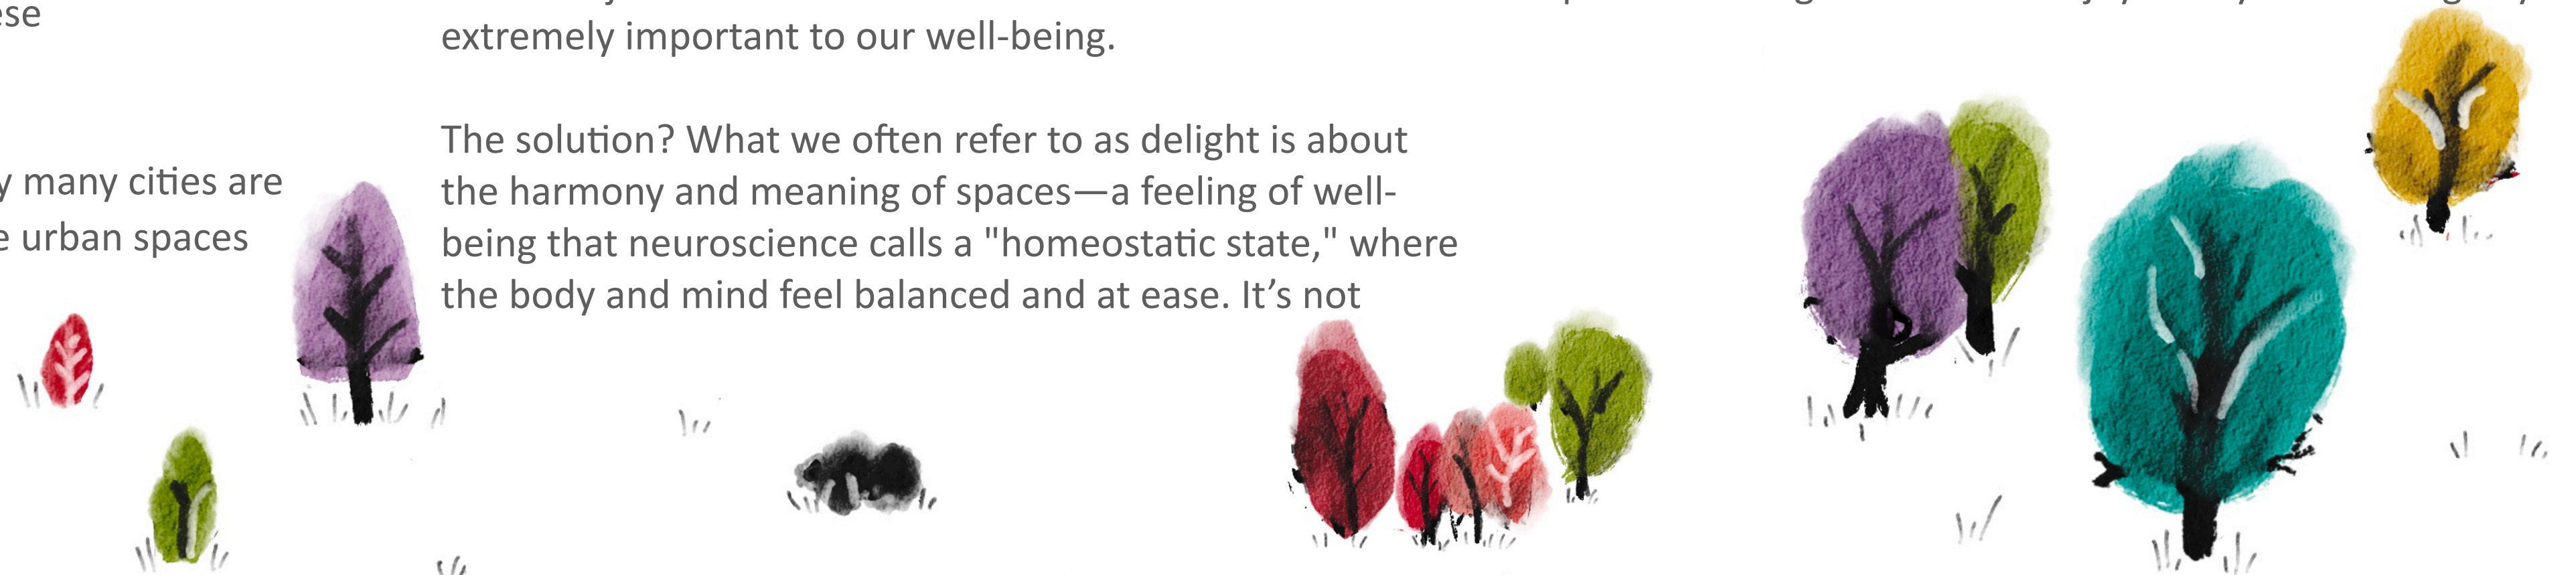 ese
y many cities are
e urban spaces
extremely important to our well-being.
The solution? What we often refer to as delight is about
the harmony and meaning of spaces—a feeling of well-
being that neuroscience calls a "homeostatic state," where
the body and mind feel balanced and at ease. It’s not